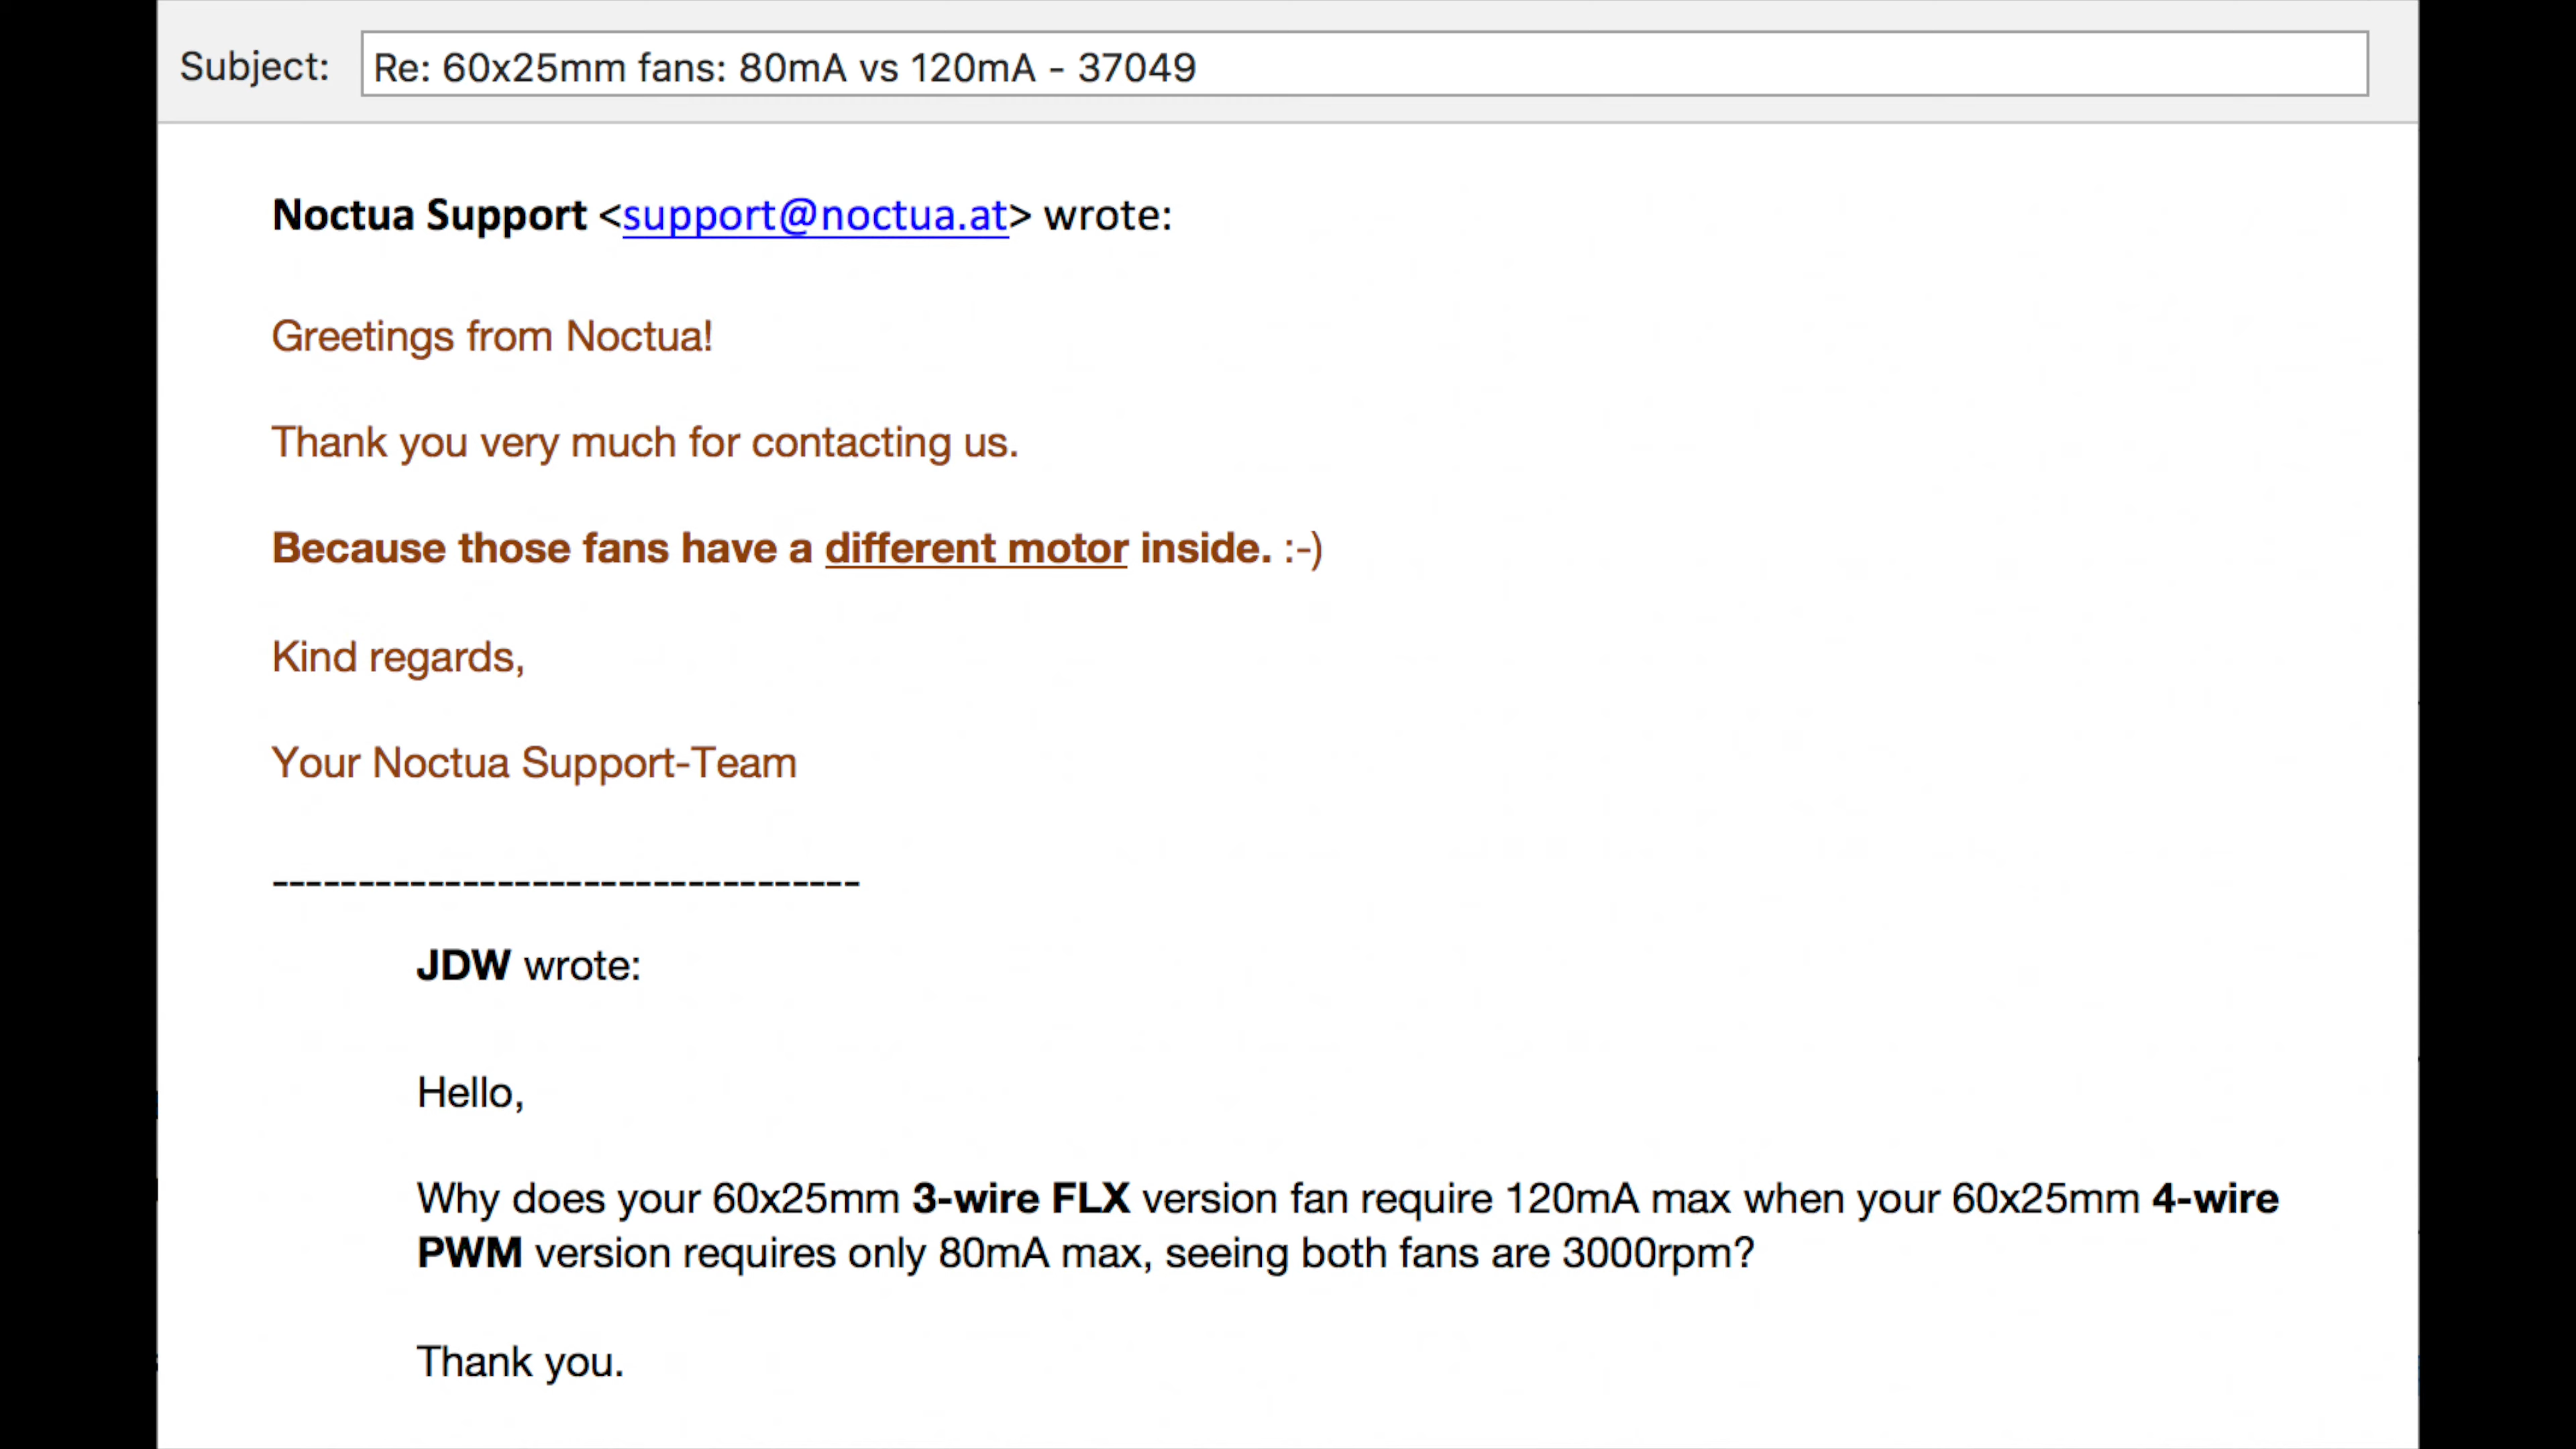 Subject: Re: 60x25mm fans: 80mA vs 120mA - 37049
Noctua Support <support@noctua.at> wrote:
Greetings from Noctua!
Thank you very much for contacting us.
Because those fans have a different motor inside. :-)
Kind regards,
Your Noctua Support-Team
----------------------------------
JDW wrote:
Hello,
Why does your 60x25mm 3-wire FLX version fan require 120mA max when your 60x25mm 4-wire
PWM version requires only 80mA max, seeing both fans are 3000rpm?
Thank you.